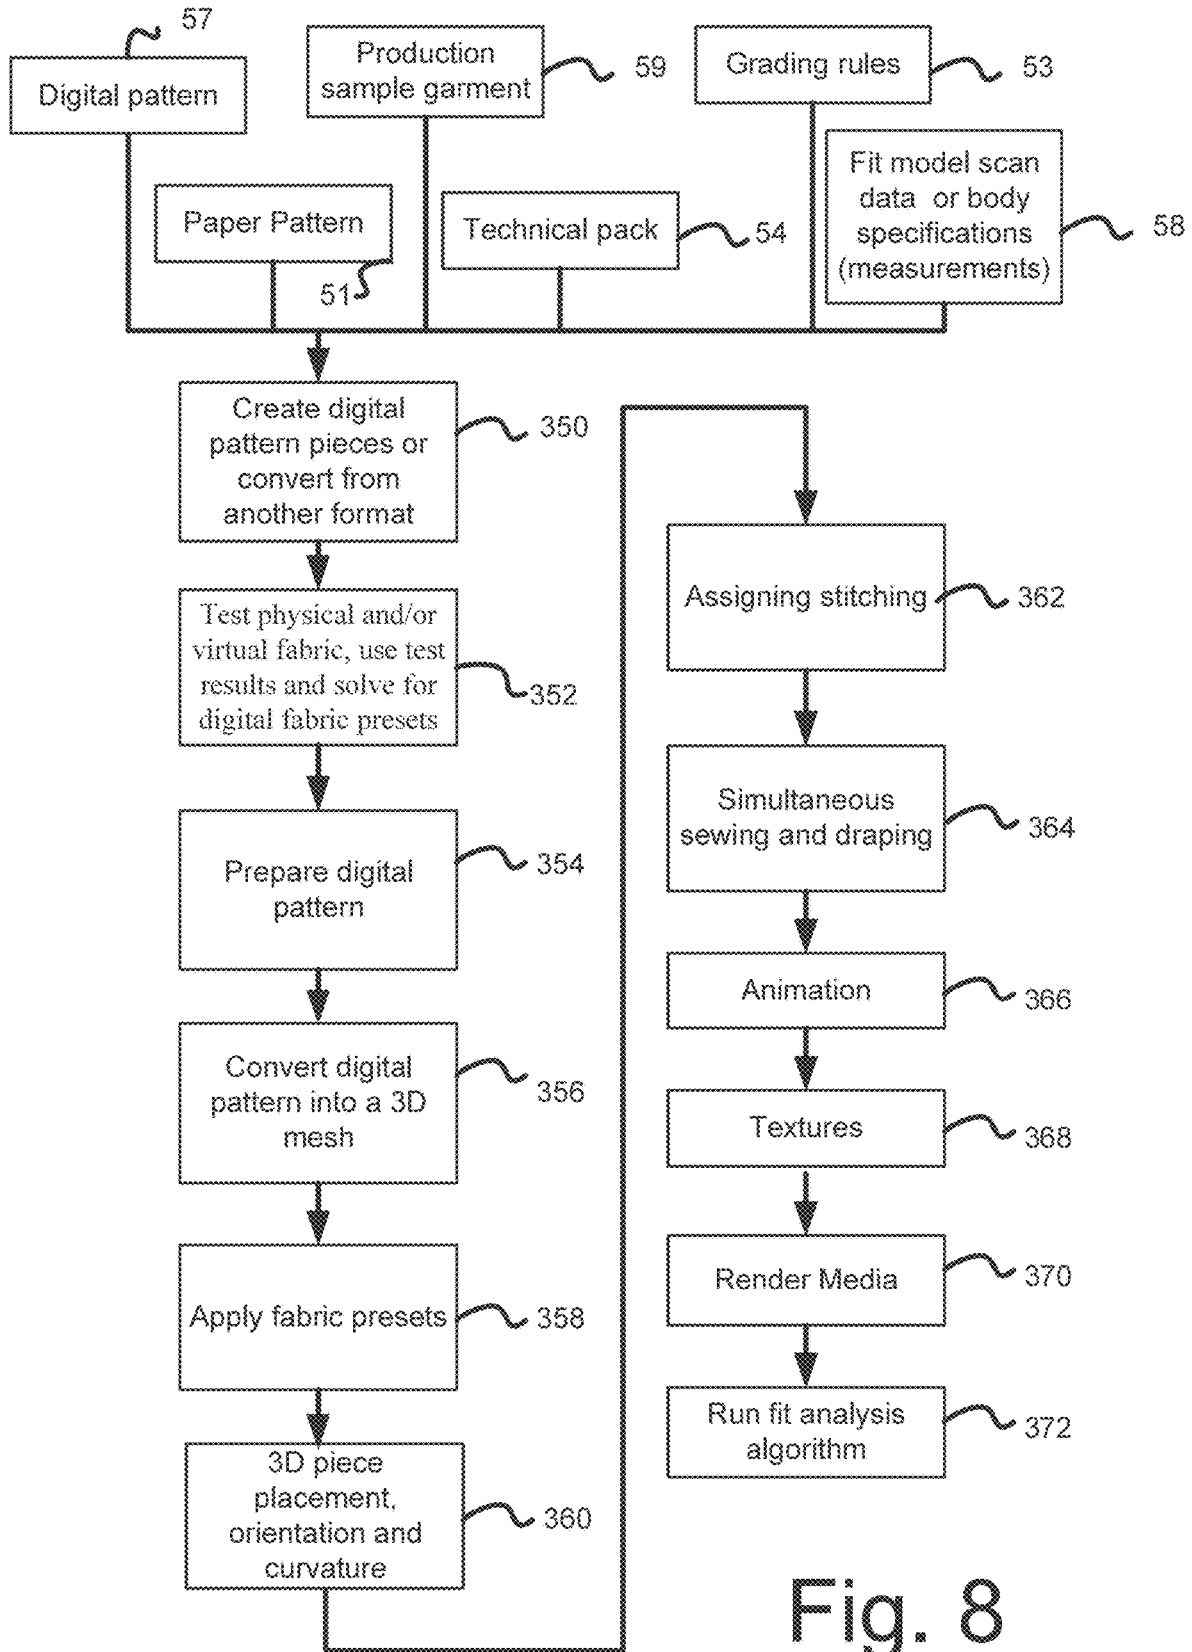 57
Digital pattern
Production
sample garment
59
Grading rules
53
Paper Pattern
51
Technical pack
54
Fit model scan
data or body
specifications
(measurements)
58
Create digital
pattern pieces or
convert from
another format
350
Test physical and/or
virtual fabric, use test
results and solve for
digital fabric presets
352
Prepare digital
pattern
354
Convert digital
pattern into a 3D
mesh
356
Apply fabric presets
358
3D piece
placement,
orientation and
curvature
360
Assigning stitching
362
Simultaneous
sewing and draping
364
Animation
366
Textures
368
Render Media
370
Run fit analysis
algorithm
372
Fig. 8